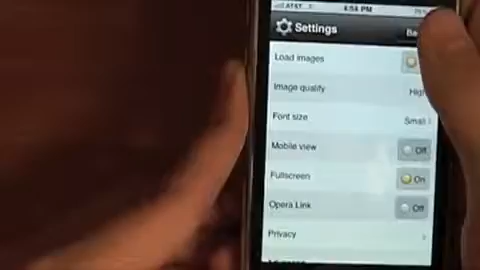 AT&T 4:54 PM
Settings
Load images
Image quality High
Font size Small
Mobile view Off
Fullscreen On
Opera Link Off
Privacy